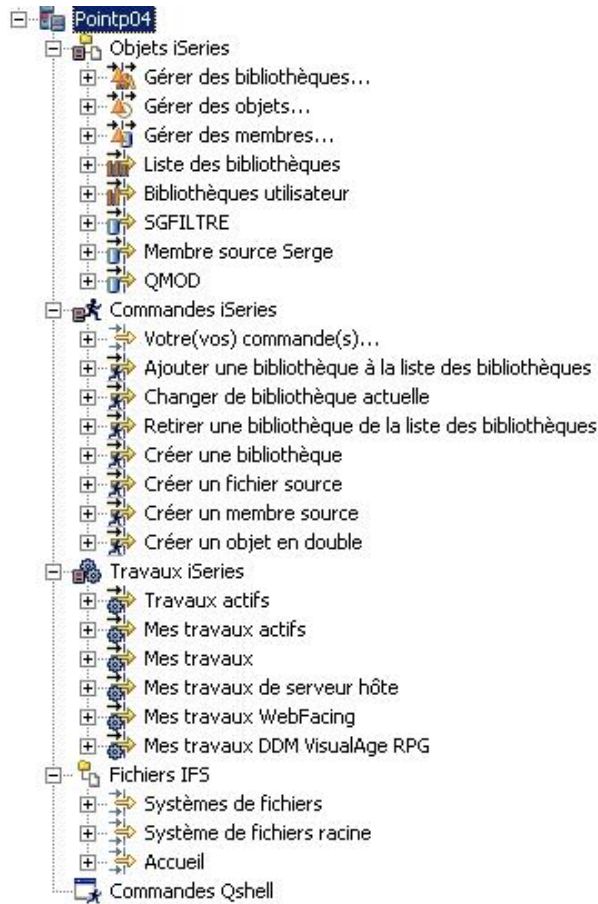 Pointp04
Objets iSeries
Gérer des bibliothèques...
Gérer des objets...
Gérer des membres...
Liste des bibliothèques
Bibliothèques utilisateur
SGFILTRE
Membre source Serge
QMOD
Commandes iSeries
Votre(vos) commande(s)...
Ajouter une bibliothèque à la liste des bibliothèques
Changer de bibliothèque actuelle
Retirer une bibliothèque de la liste des bibliothèques
Créer une bibliothèque
Créer un fichier source
Créer un membre source
Créer un objet en double
Travaux iSeries
Travaux actifs
Mes travaux actifs
Mes travaux
Mes travaux de serveur hôte
Mes travaux WebFacing
Mes travaux DDM VisualAge RPG
Fichiers IFS
Systèmes de fichiers
Système de fichiers racine
Accueil
Commandes Qshell